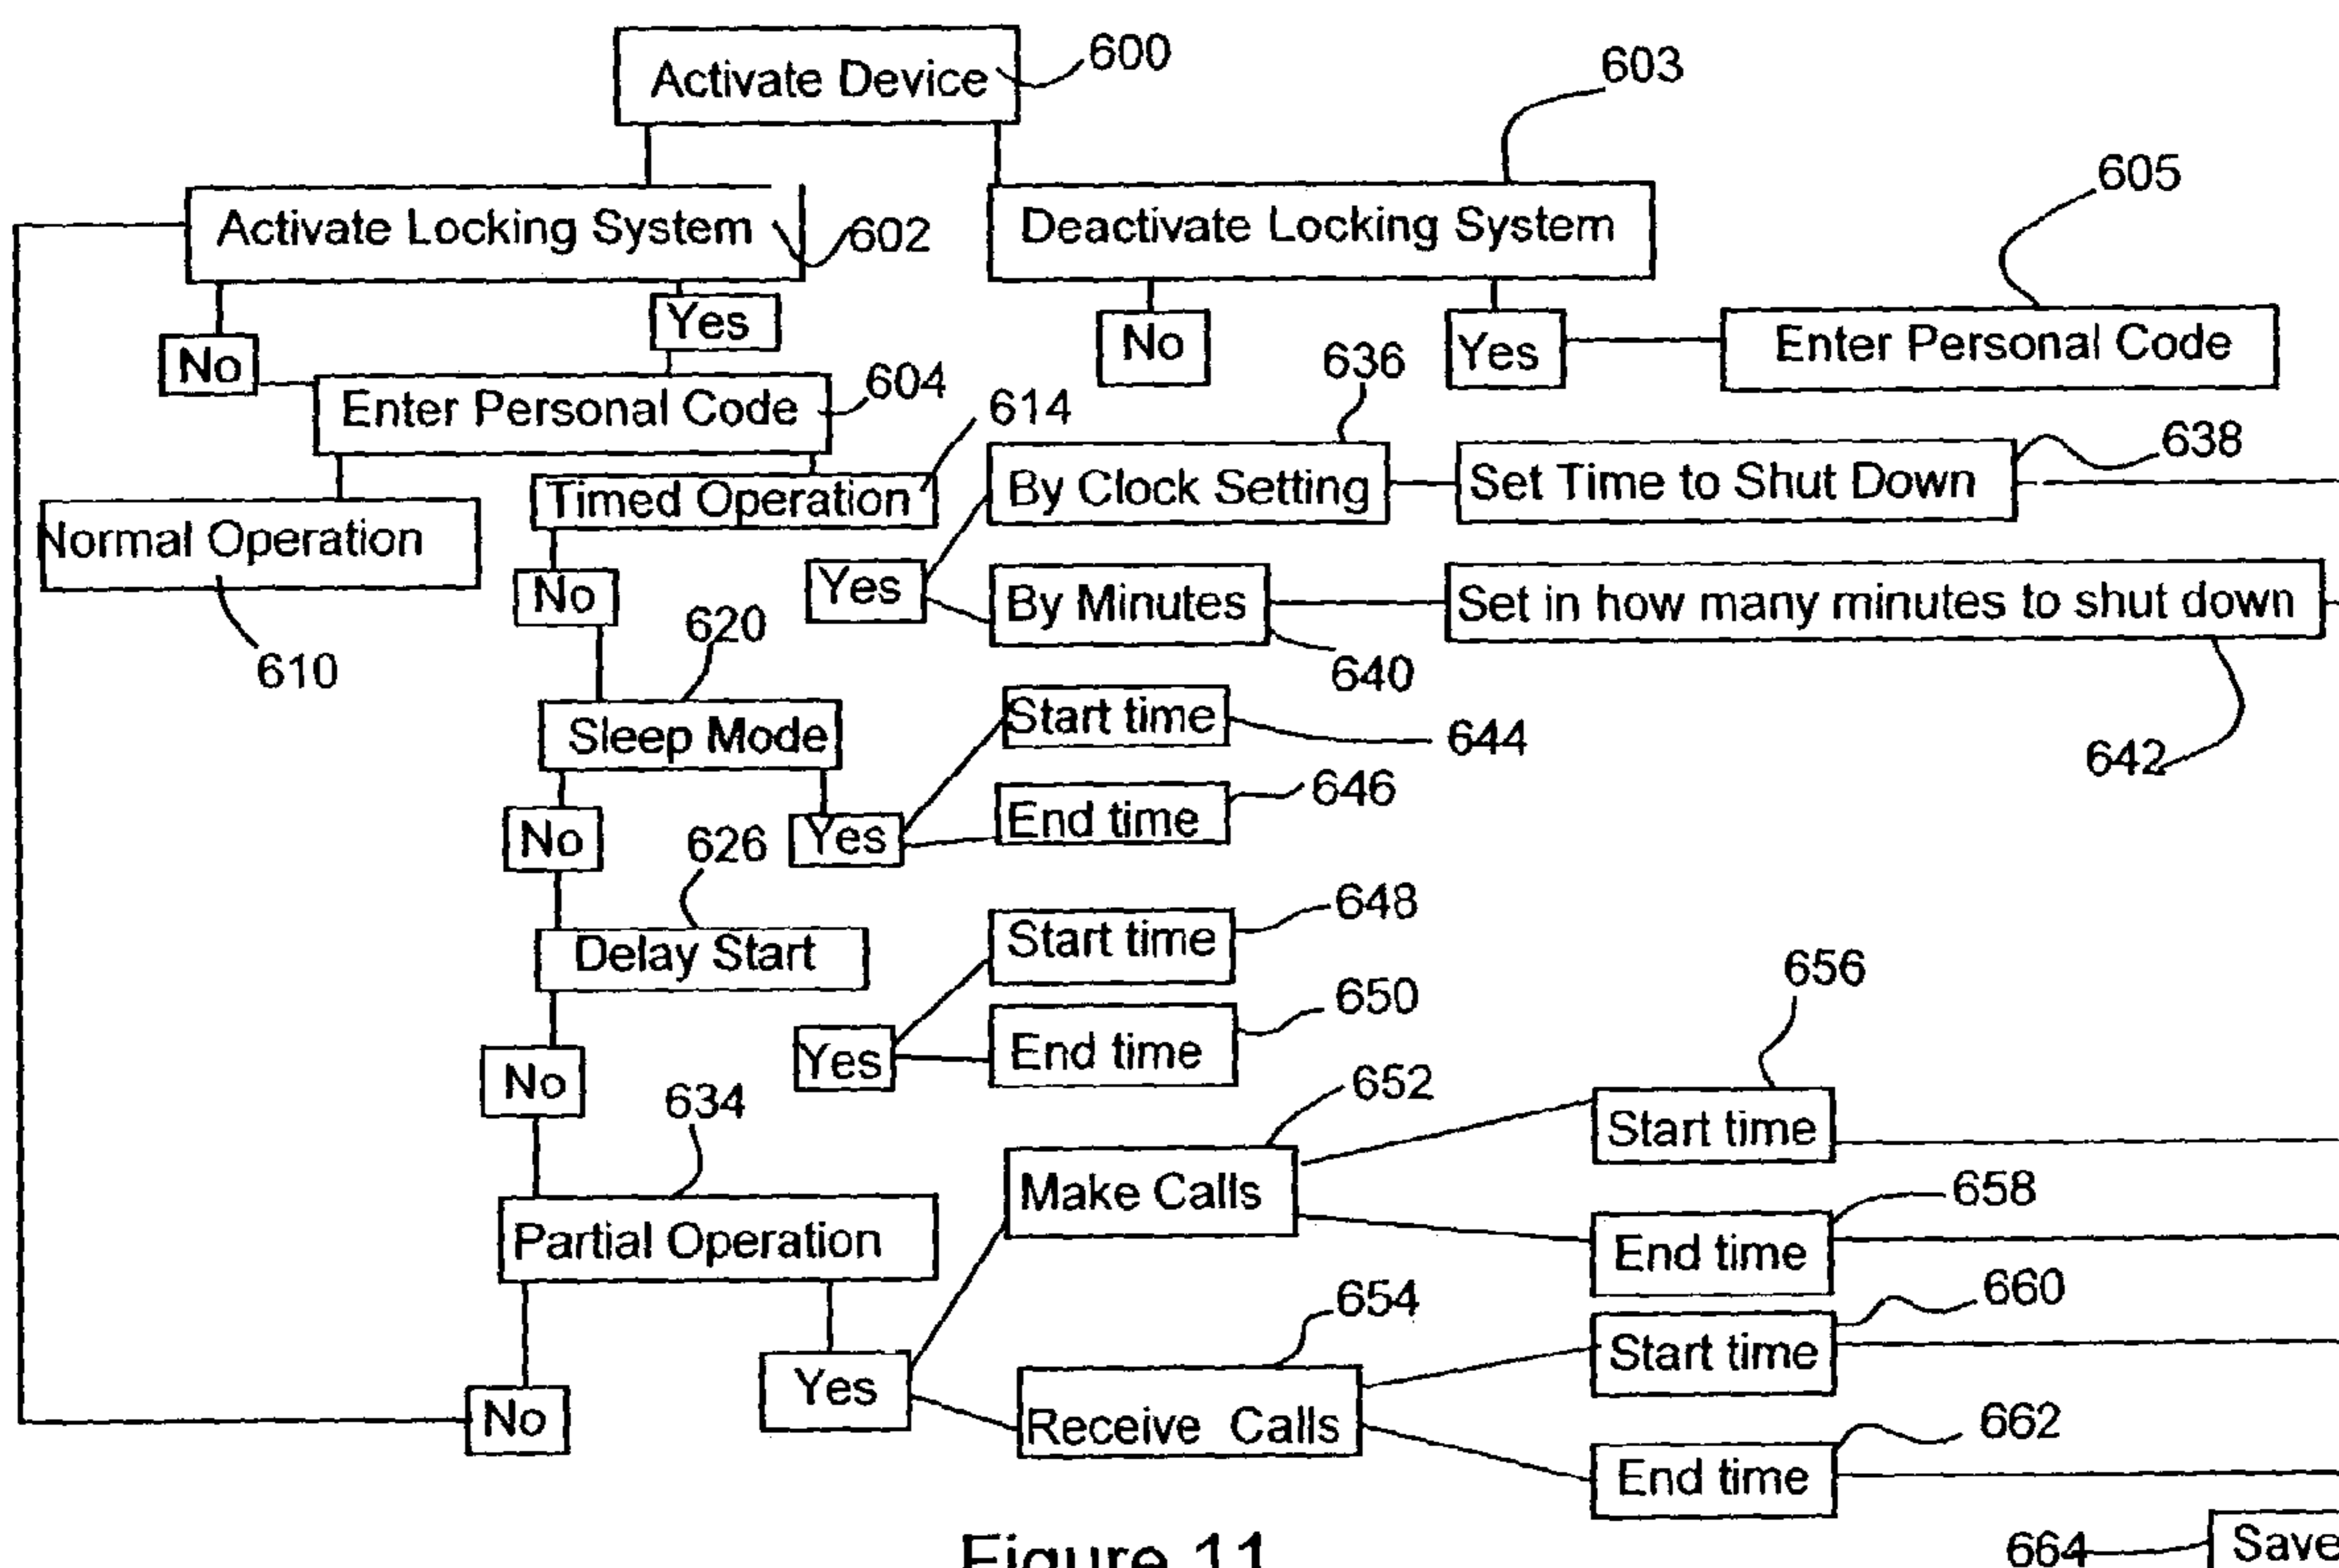 Activate Device
600
603
605
Activate Locking System
602
Deactivate Locking System
Yes
No
No
Yes
Enter Personal Code
636
Enter Personal Code
604
614
By Clock Setting
Set Time to Shut Down
638
Timed Operation
Normal Operation
No
Yes
By Minutes
Set in how many minutes to shut down
610
620
640
642
Sleep Mode
Start time
644
No
Yes
End time
646
626
Delay Start
Start time
648
650
Yes
End time
No
634
652
656
Make Calls
Start time
658
Partial Operation
End time
654
660
Yes
Start time
No
Receive Calls
662
End time
Figure 11
664
Save